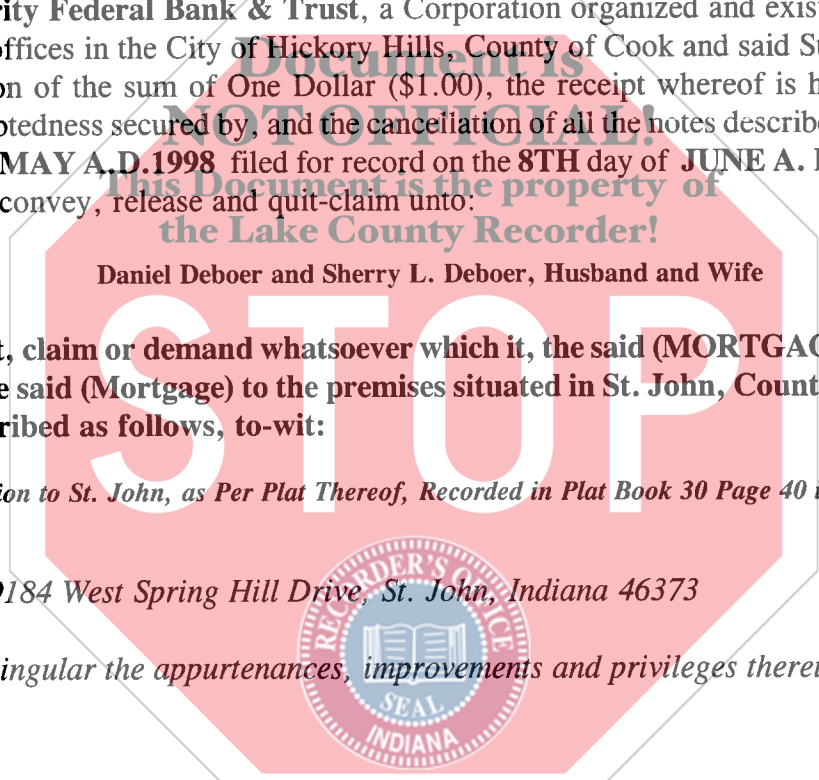 rity Federal Bank & Trust, a Corporation organized and exist
offices in the City of Hickory Hills, County of Cook and said St
Document is
on of the sum of One Dollar ($1.00), the receipt whereof is h
NOT OFFICIAL!
otedness secured by, and the cancellation of all the notes describe
MAY A.D.1998 filed for record on the 8TH day of JUNE A. D
This Document is the property of
convey, release and quit-claim unto:
the Lake County Recorder!
Daniel Deboer and Sherry L. Deboer, Husband and Wife
t, claim or demand whatsoever which it, the said (MORTGAG
e said (Mortgage) to the premises situated in St. John, Count
ribed as follows, to-wit:
STOP
ion to St. John, as Per Plat Thereof, Recorded in Plat Book 30 Page 40 i
9184 West Spring Hill Drive, St. John, Indiana 46373
ingular the appurtenances, improvements and privileges thereu
RECORDER'S OFFICE
SEAL
INDIANA